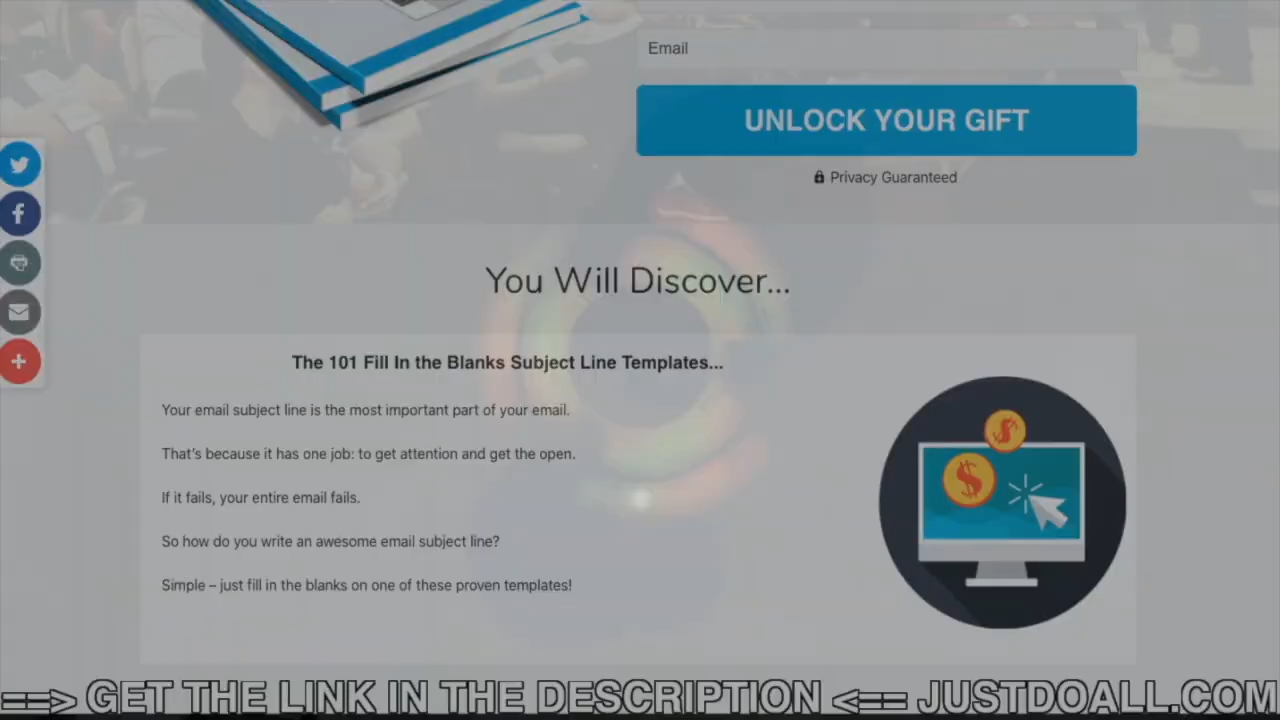 Email
UNLOCK YOUR GIFT
Privacy Guaranteed
You Will Discover...
The 101 Fill In the Blanks Subject Line Templates...
Your email subject line is the most important part of your email.
That's because it has one job: to get attention and get the open.
If it fails, your entire email fails.
So how do you write an awesome email subject line?
Simple – just fill in the blanks on one of these proven templates!
==> GET THE LINK IN THE DESCRIPTION <== JUSTDOALL.COM